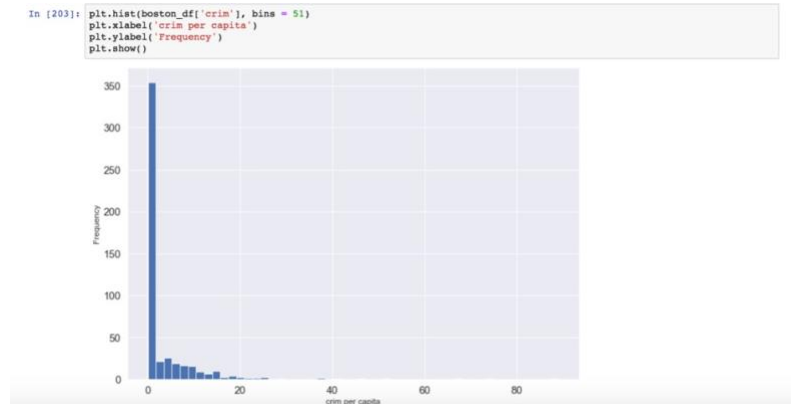 In [203]: plt.hist(boston_df['crim'], bins = 51)
plt.xlabel('crim per capita')
plt.ylabel('Frequency')
plt.show()
350
300
250
200
150
100
50
0
Frequency
0 20 40 60 80
crim per capita